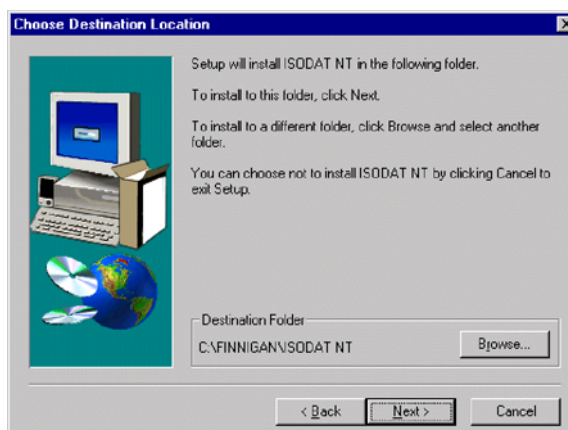 Choose Destination Location
Setup will install ISODAT NT in the following folder.
To install to this folder, click Next.
To install to a different folder, click Browse and select another
folder.
You can choose not to install ISODAT NT by clicking Cancel to
exit Setup.
Destination Folder
C:\FINNIGAN\ISODAT NT
Browse...
< Back
Next >
Cancel